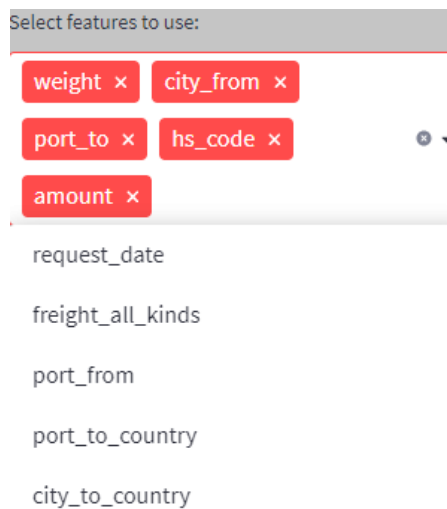 Select features to use:
weight × city_from ×
port_to × hs_code ×
amount ×
request_date
freight_all_kinds
port_from
port_to_country
city_to_country